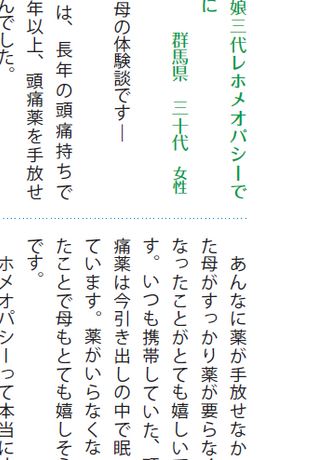 娘三代レホメオパシーで
に
群馬県 三十代 女性
母の体験談です―
は、長年の頭痛持ちで
年以上、頭痛薬を手放せ
んでした。
あんなに薬が手放せなか
た母がすっかり薬が要らな
なったことがとても嬉しい
す。いつも携帯していた、
痛薬は今引き出しの中で眠
ています。薬がいらなくな
たことで母もとても嬉しそ
です。
ホメオパシーって本当に